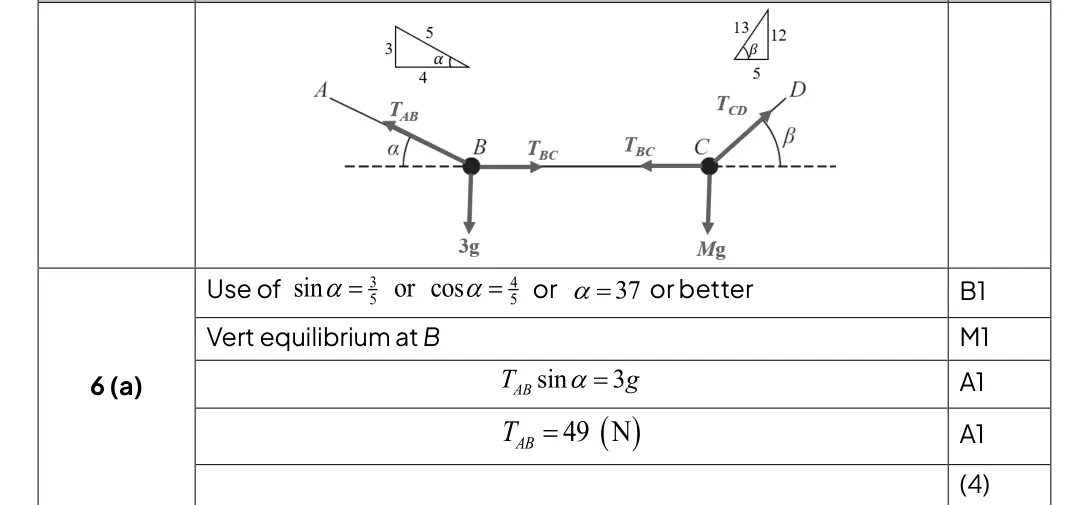 3 5 α 4
13 12 β 5
A T_AB α B T_BC T_BC C T_CD D β
3g Mg
6 (a)
Use of sin α = 3/5 or cos α = 4/5 or α = 37 or better B1
Vert equilibrium at B M1
T_AB sin α = 3g A1
T_AB = 49 (N) A1
(4)